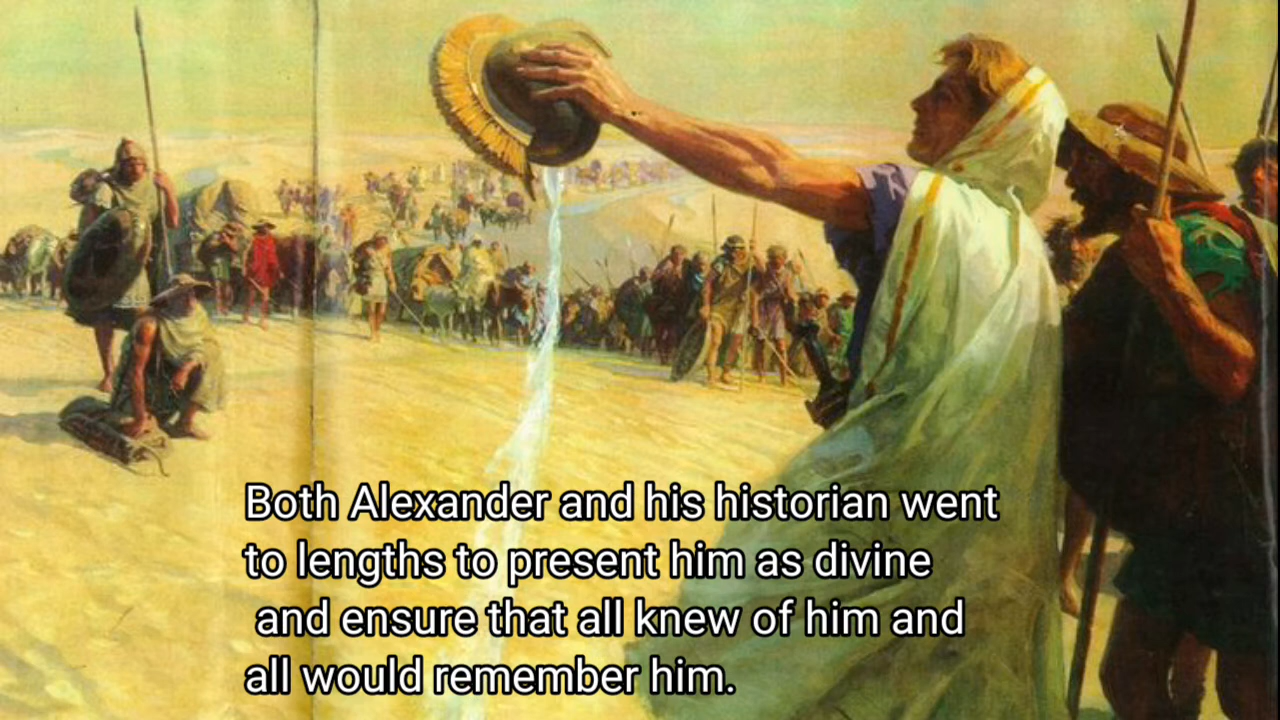 Both Alexander and his historian went
to lengths to present him as divine
and ensure that all knew of him and
all would remember him.